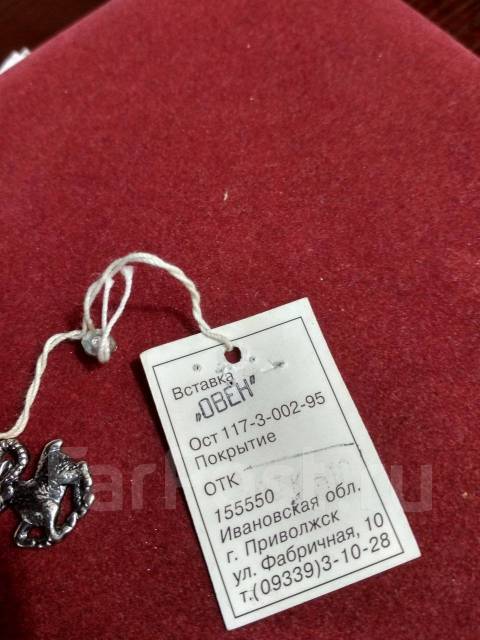 Вставка
„ОВЕН"
Ост 117-3-002-95
Покрытие
ОТК
155550
Ивановская обл.
г. Приволжск
ул. Фабричная, 10
т.(09339)3-10-28